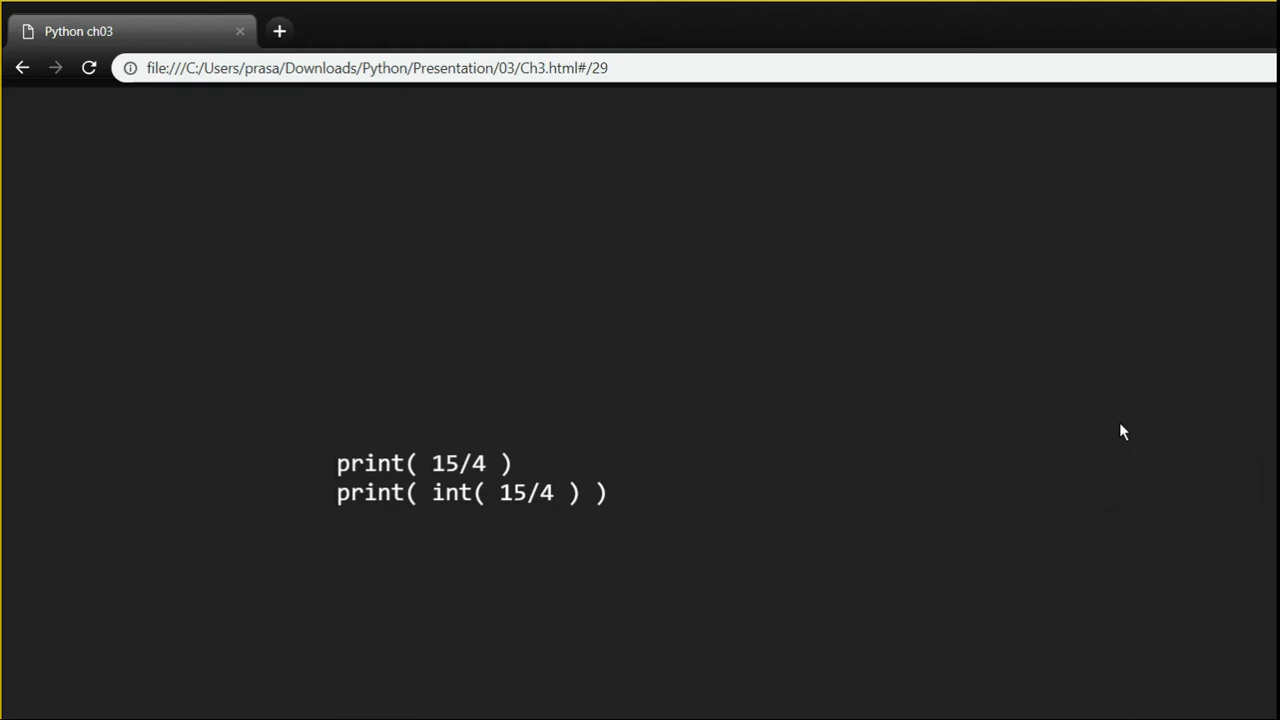 Python ch03
file:///C:/Users/prasa/Downloads/Python/Presentation/03/Ch3.html#/29
print( 15/4 )
print( int( 15/4 ) )